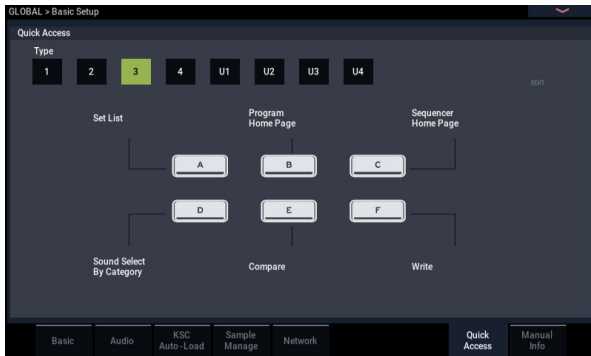 GLOBAL > Basic Setup
Quick Access
Type
1 2 3 4 U1 U2 U3 U4
EDIT
Set List
Program
Home Page
Sequencer
Home Page
A B C
D E F
Sound Select
By Category
Compare
Write
Basic Audio KSC
Auto-Load Sample
Manage Network Quick
Access Manual
Info